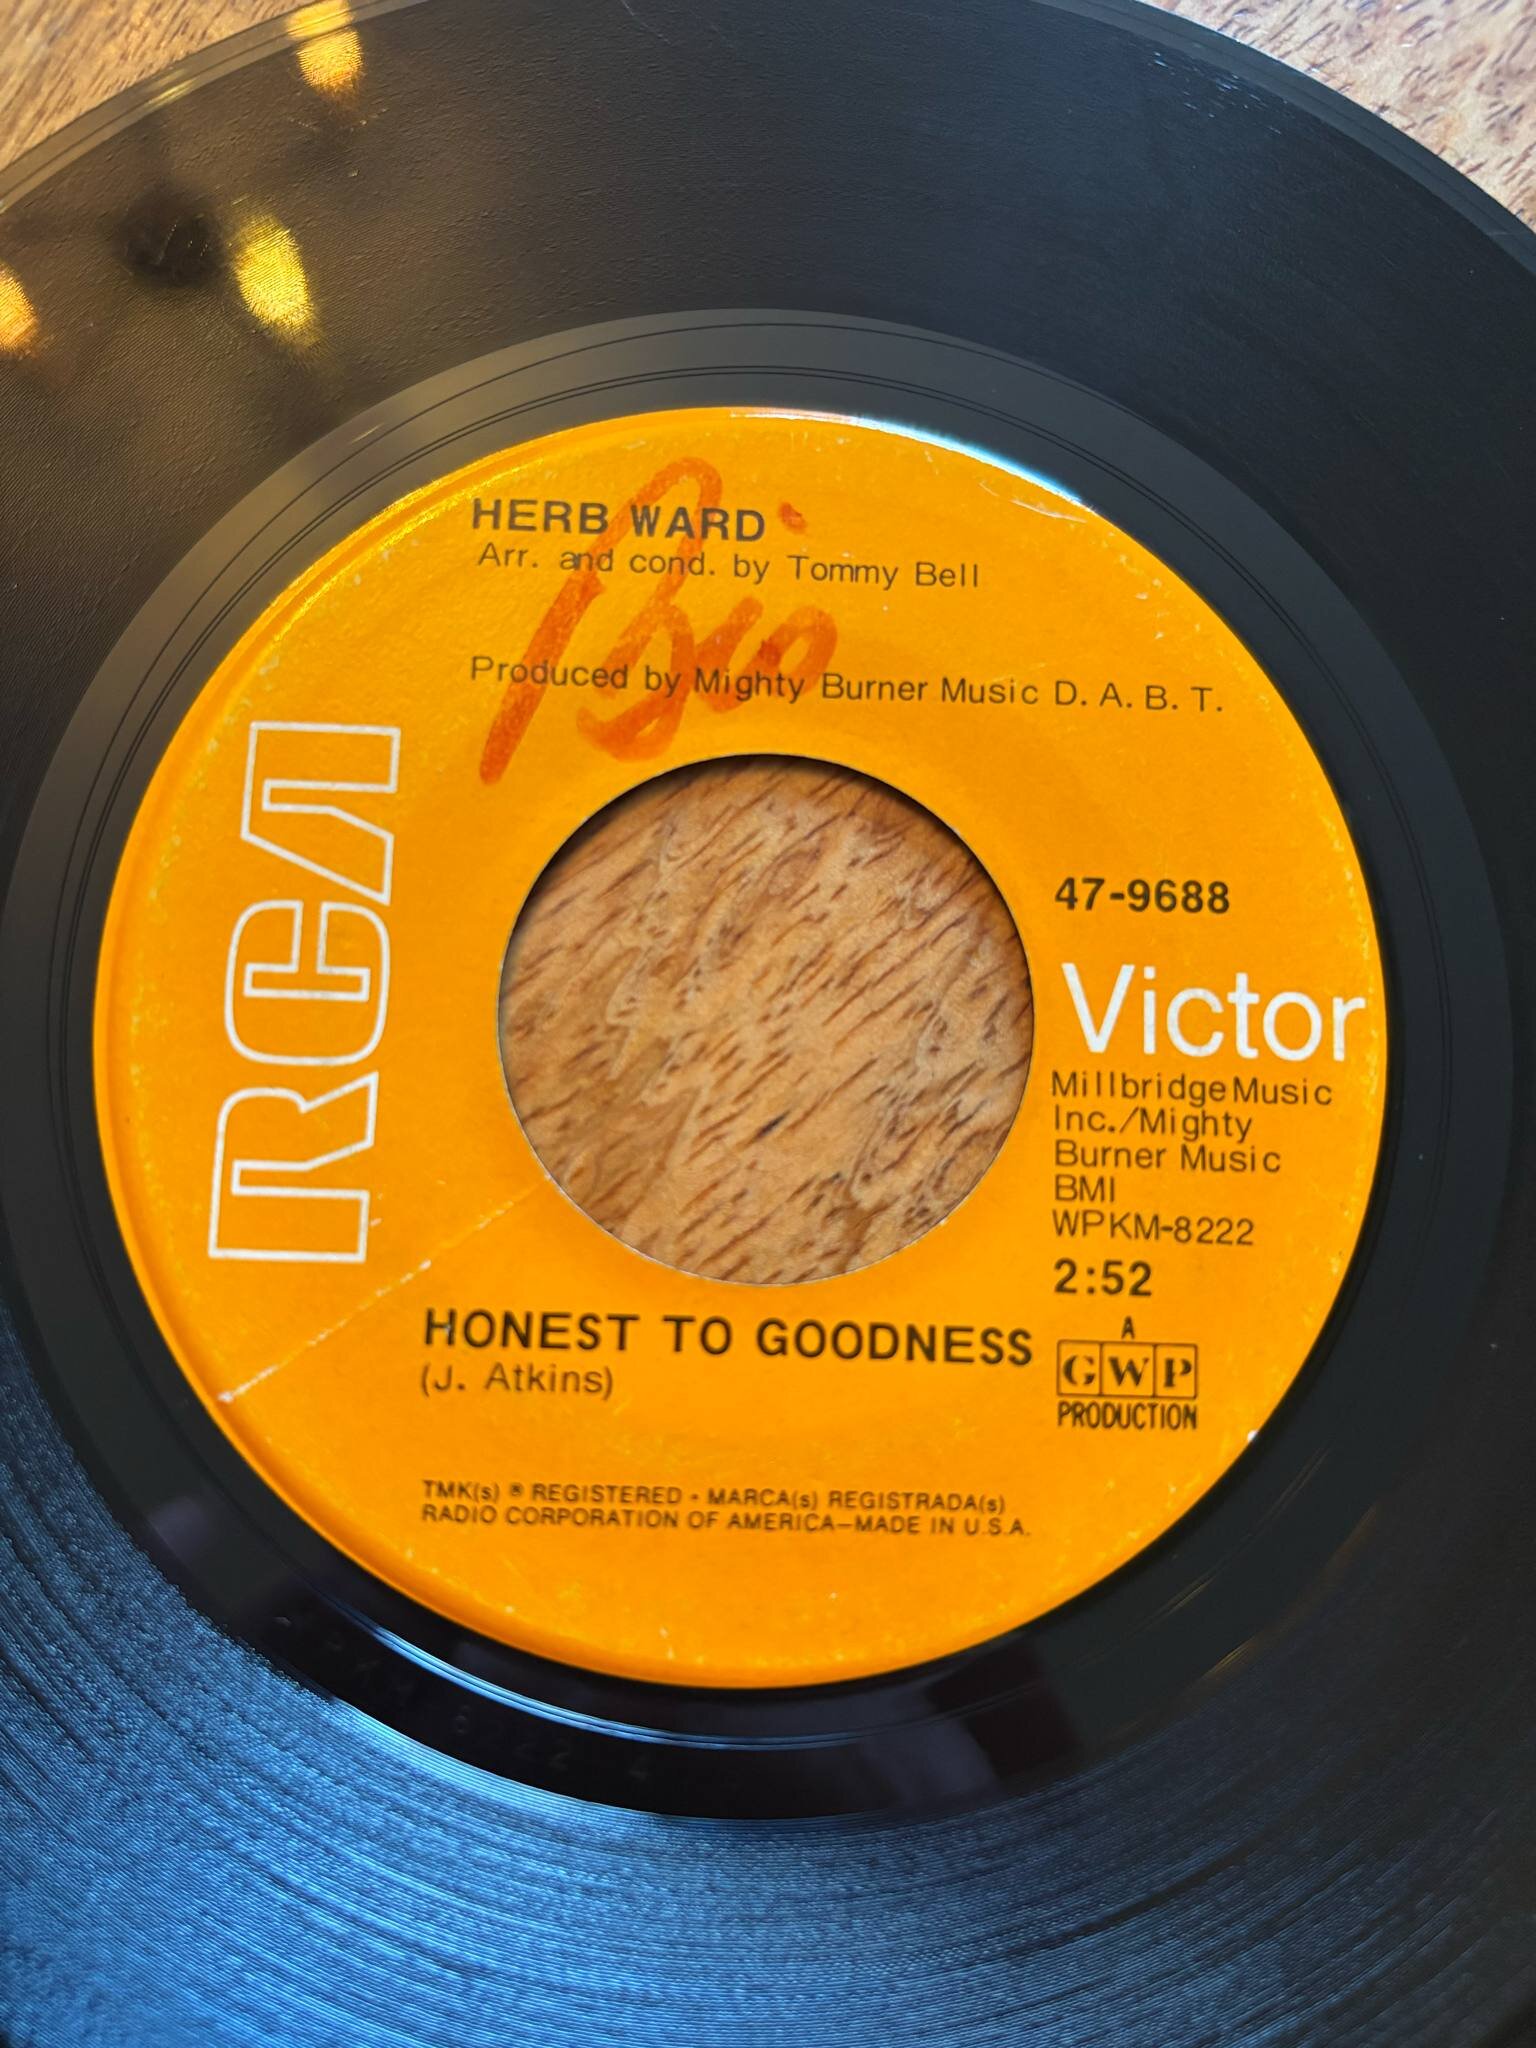 HERB WARD
Arr. and cond. by Tommy Bell
Produced by Mighty Burner Music D. A. B. T.
RCA
47-9688
Victor
Millbridge Music
Inc./Mighty
Burner Music
BMI
WPKM-8222
2:52
A
GWP
PRODUCTION
HONEST TO GOODNESS
(J. Atkins)
TMK(s) ® REGISTERED • MARCA(s) REGISTRADA(s)
RADIO CORPORATION OF AMERICA—MADE IN U.S.A.